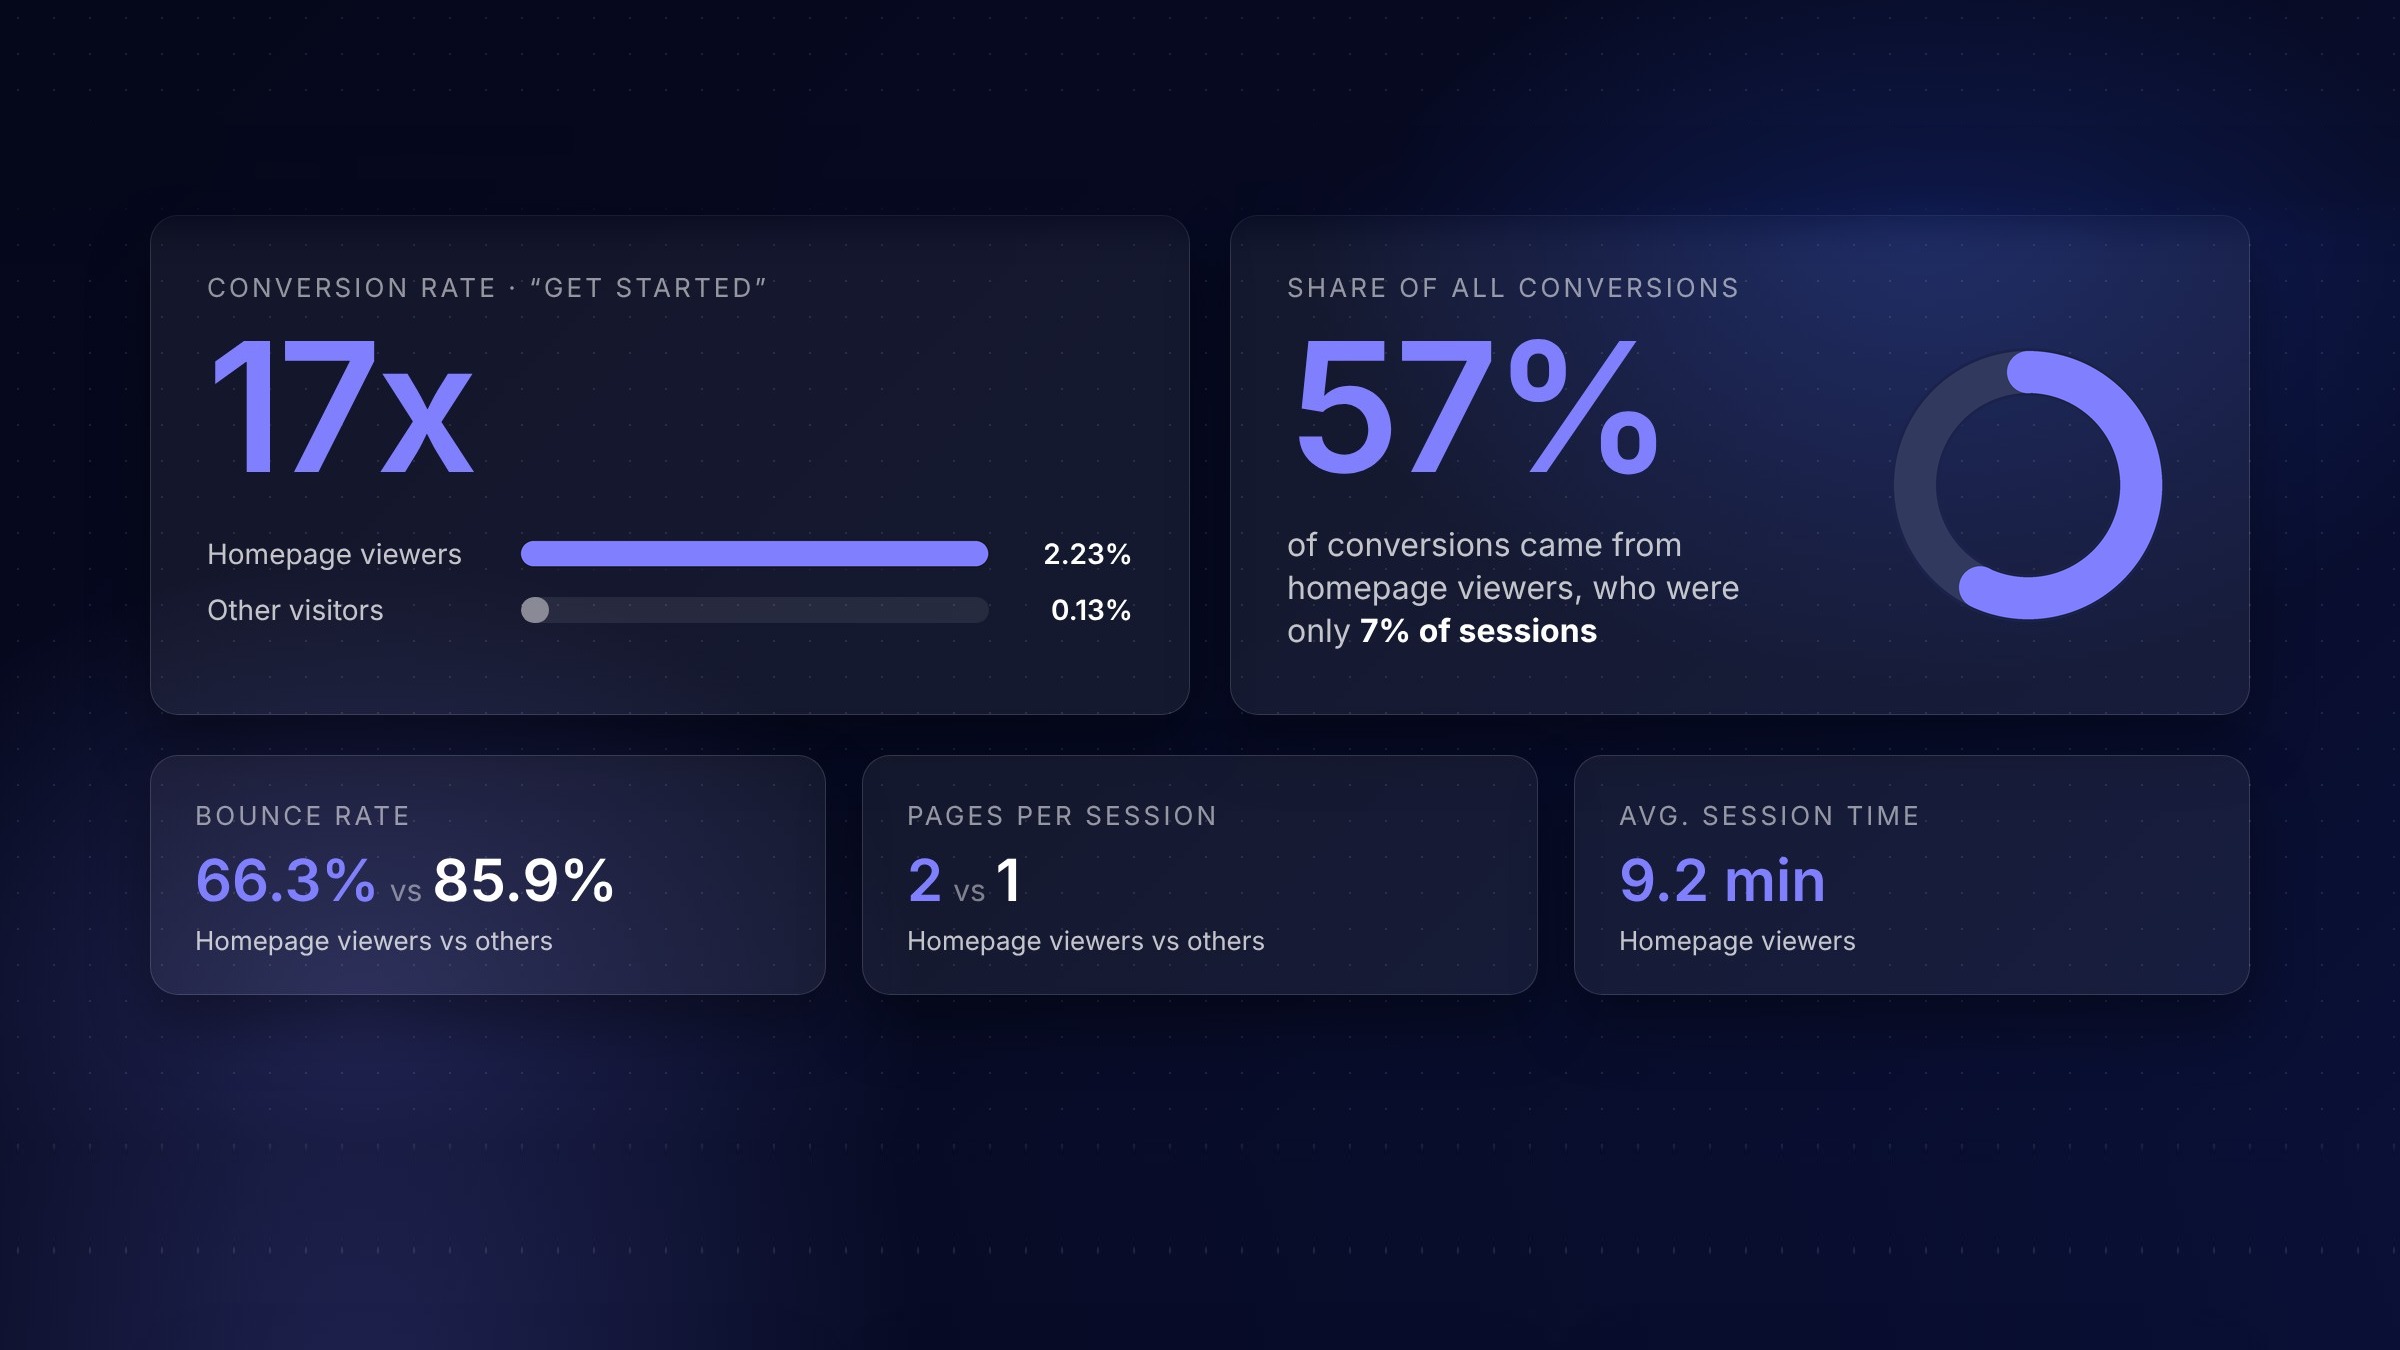 CONVERSION RATE · “GET STARTED”
17x
Homepage viewers 2.23%
Other visitors 0.13%
SHARE OF ALL CONVERSIONS
57%
of conversions came from
homepage viewers, who were
only 7% of sessions
BOUNCE RATE
66.3% vs 85.9%
Homepage viewers vs others
PAGES PER SESSION
2 vs 1
Homepage viewers vs others
AVG. SESSION TIME
9.2 min
Homepage viewers